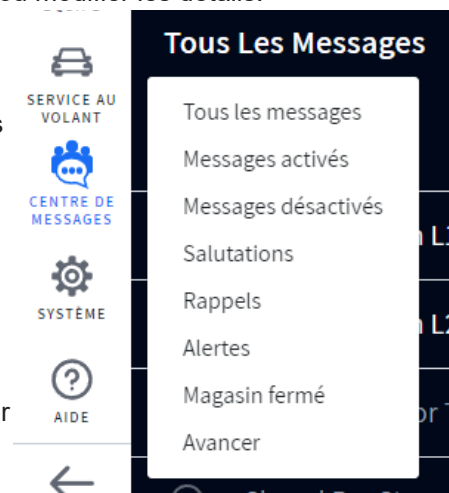 Tous Les Messages
SERVICE AU
VOLANT
CENTRE DE
MESSAGES
SYSTÈME
AIDE
Tous les messages
Messages activés
Messages désactivés
Salutations
Rappels
Alertes
Magasin fermé
Avancer